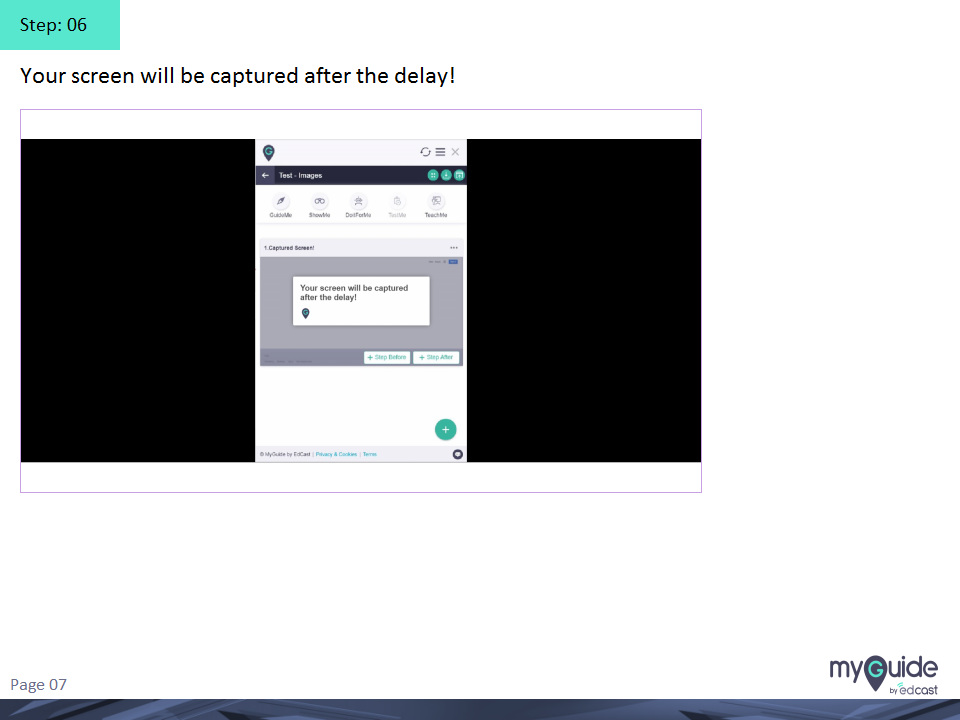 Step: 06
Your screen will be captured after the delay!
Test - Images
GuideMe ShowMe DoItForMe TestMe TeachMe
1.Captured Screen!
Your screen will be captured
after the delay!
+ Step Before + Step After
+
© MyGuide by EdCast | Privacy & Cookies | Terms
Page 07
myGuide
by edcast